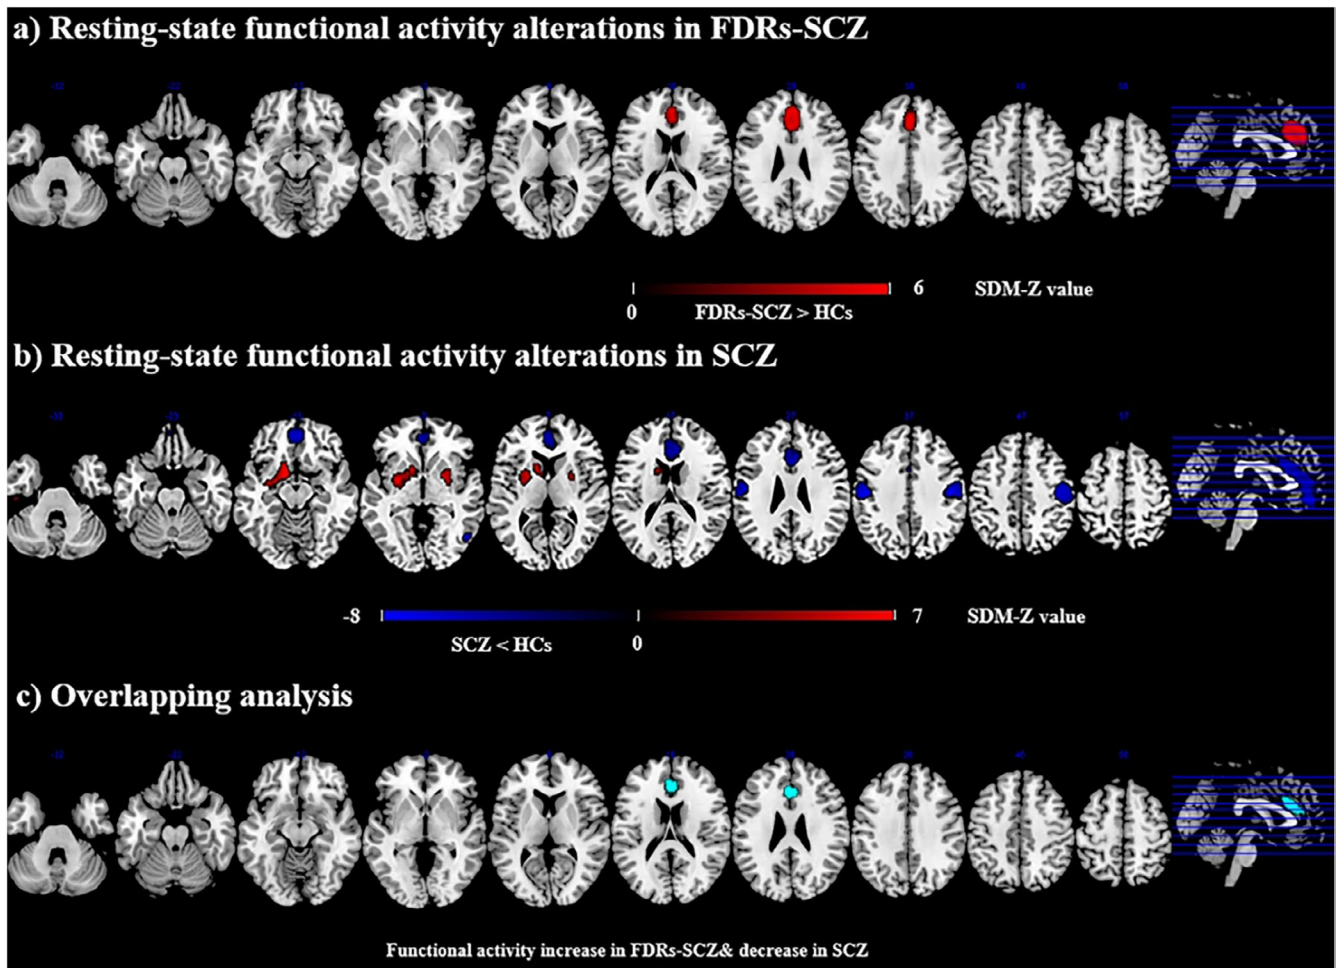 a) Resting-state functional activity alterations in FDRs-SCZ
6 SDM-Z value
0 FDRs-SCZ > HCs
b) Resting-state functional activity alterations in SCZ
-8 7 SDM-Z value
SCZ < HCs 0
c) Overlapping analysis
Functional activity increase in FDRs-SCZ& decrease in SCZ